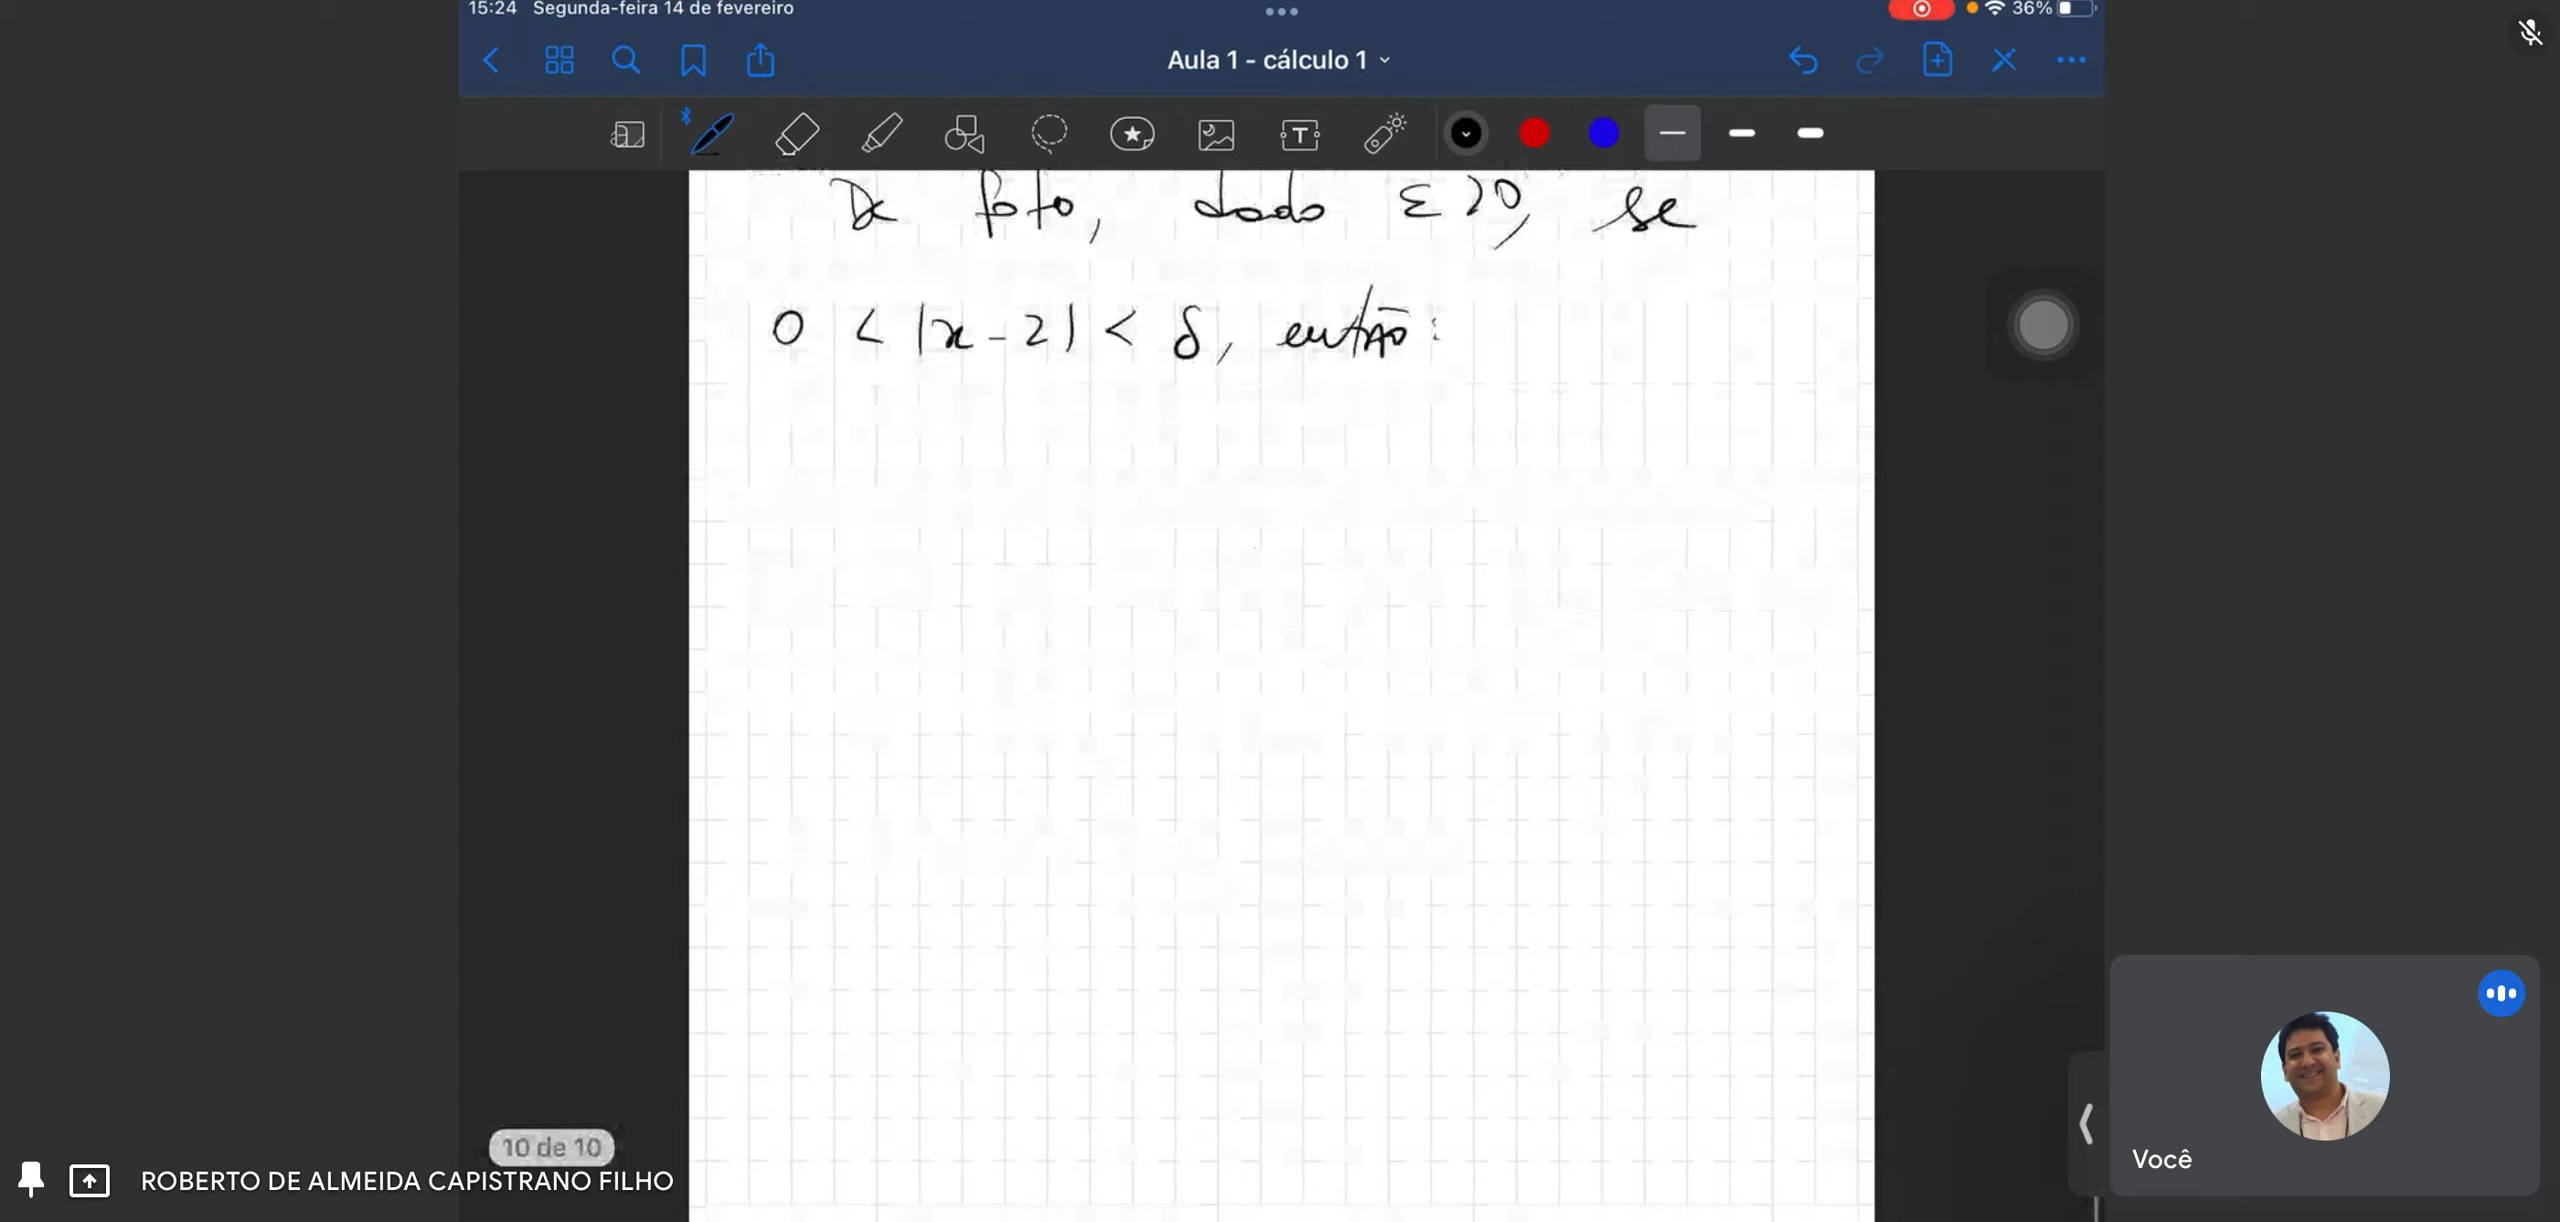 15:24 Segunda-feira 14 de fevereiro
36%
Aula 1 - cálculo 1
a
T
De fato, dado ε>0, se
0 < |x-2| < δ, então:
10 de 10
ROBERTO DE ALMEIDA CAPISTRANO FILHO
Você